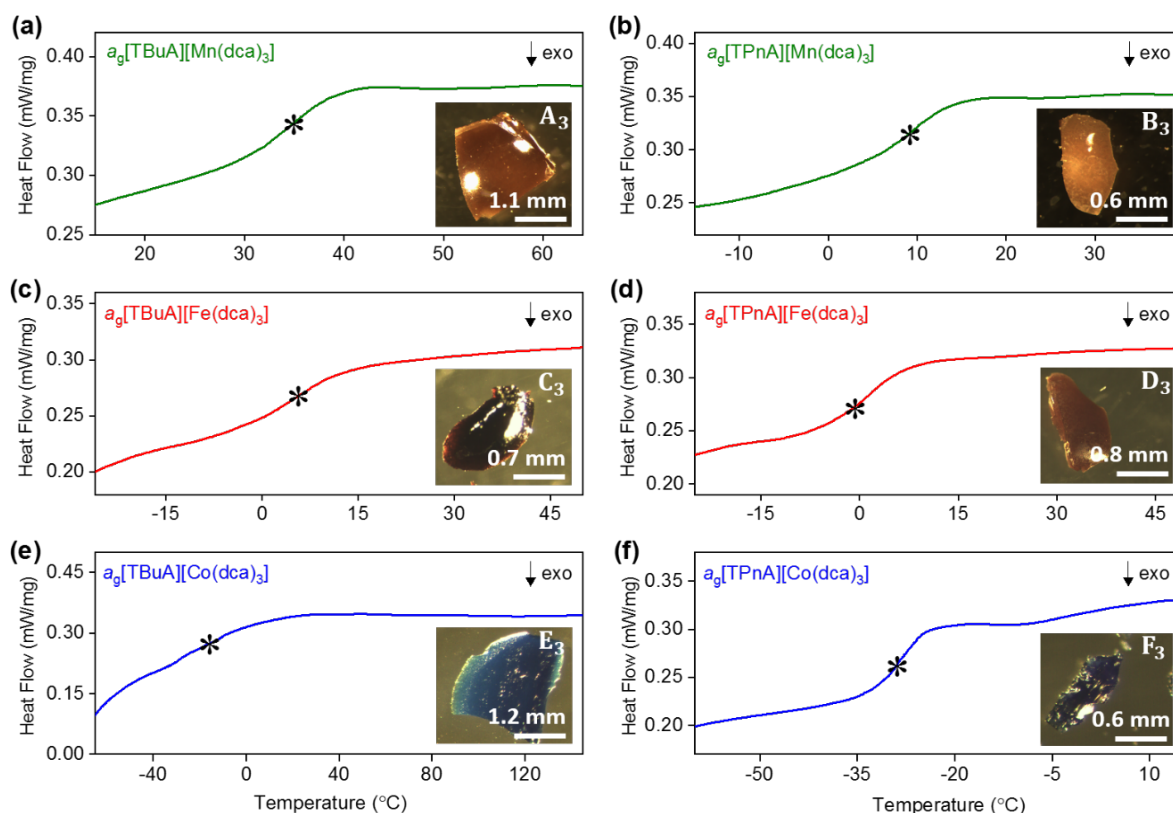 (a)
0.40
0.35
0.30
0.25
Heat Flow (mW/mg)
ag[TBuA][Mn(dca)3]
↓ exo
*
A3
1.1 mm
20 30 40 50 60
(b)
0.40
0.35
0.30
0.25
Heat Flow (mW/mg)
ag[TPnA][Mn(dca)3]
↓ exo
*
B3
0.6 mm
-10 0 10 20 30
(c)
0.35
0.30
0.25
0.20
Heat Flow (mW/mg)
ag[TBuA][Fe(dca)3]
↓ exo
*
C3
0.7 mm
-15 0 15 30 45
(d)
0.35
0.30
0.25
0.20
Heat Flow (mW/mg)
ag[TPnA][Fe(dca)3]
↓ exo
*
D3
0.8 mm
-15 0 15 30 45
(e)
0.45
0.30
0.15
0.00
Heat Flow (mW/mg)
ag[TBuA][Co(dca)3]
↓ exo
*
E3
1.2 mm
-40 0 40 80 120
Temperature (°C)
(f)
0.35
0.30
0.25
0.20
Heat Flow (mW/mg)
ag[TPnA][Co(dca)3]
↓ exo
*
F3
0.6 mm
-50 -35 -20 -5 10
Temperature (°C)